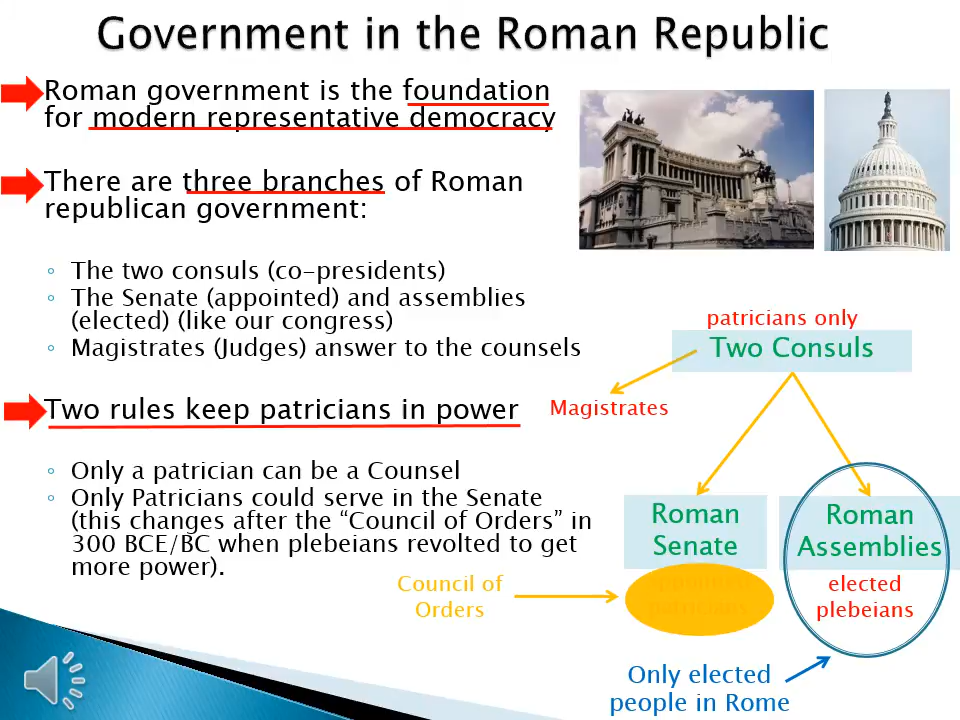 Government in the Roman Republic
Roman government is the foundation
for modern representative democracy
There are three branches of Roman
republican government:
The two consuls (co-presidents)
The Senate (appointed) and assemblies
(elected) (like our congress)
Magistrates (Judges) answer to the counsels
Two rules keep patricians in power
Only a patrician can be a Counsel
Only Patricians could serve in the Senate
(this changes after the “Council of Orders” in
300 BCE/BC when plebeians revolted to get
more power).
patricians only
Two Consuls
Magistrates
Roman
Senate
Roman
Assemblies
elected
plebeians
Council of
Orders
Only elected
people in Rome